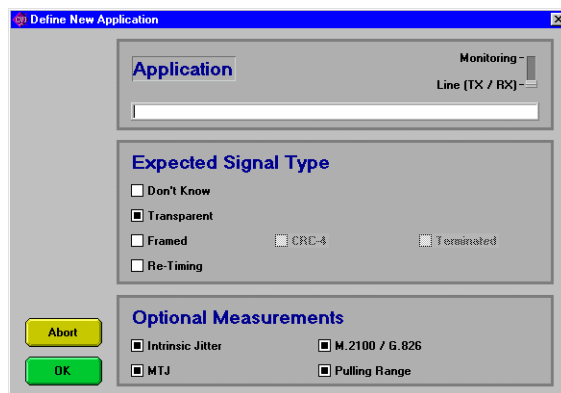 Define New Application
Application
Monitoring
Line (TX / RX)
Expected Signal Type
Don't Know
Transparent
Framed CRC-4 Terminated
Re-Timing
Optional Measurements
Intrinsic Jitter M.2100 / G.826
MTJ Pulling Range
Abort
OK